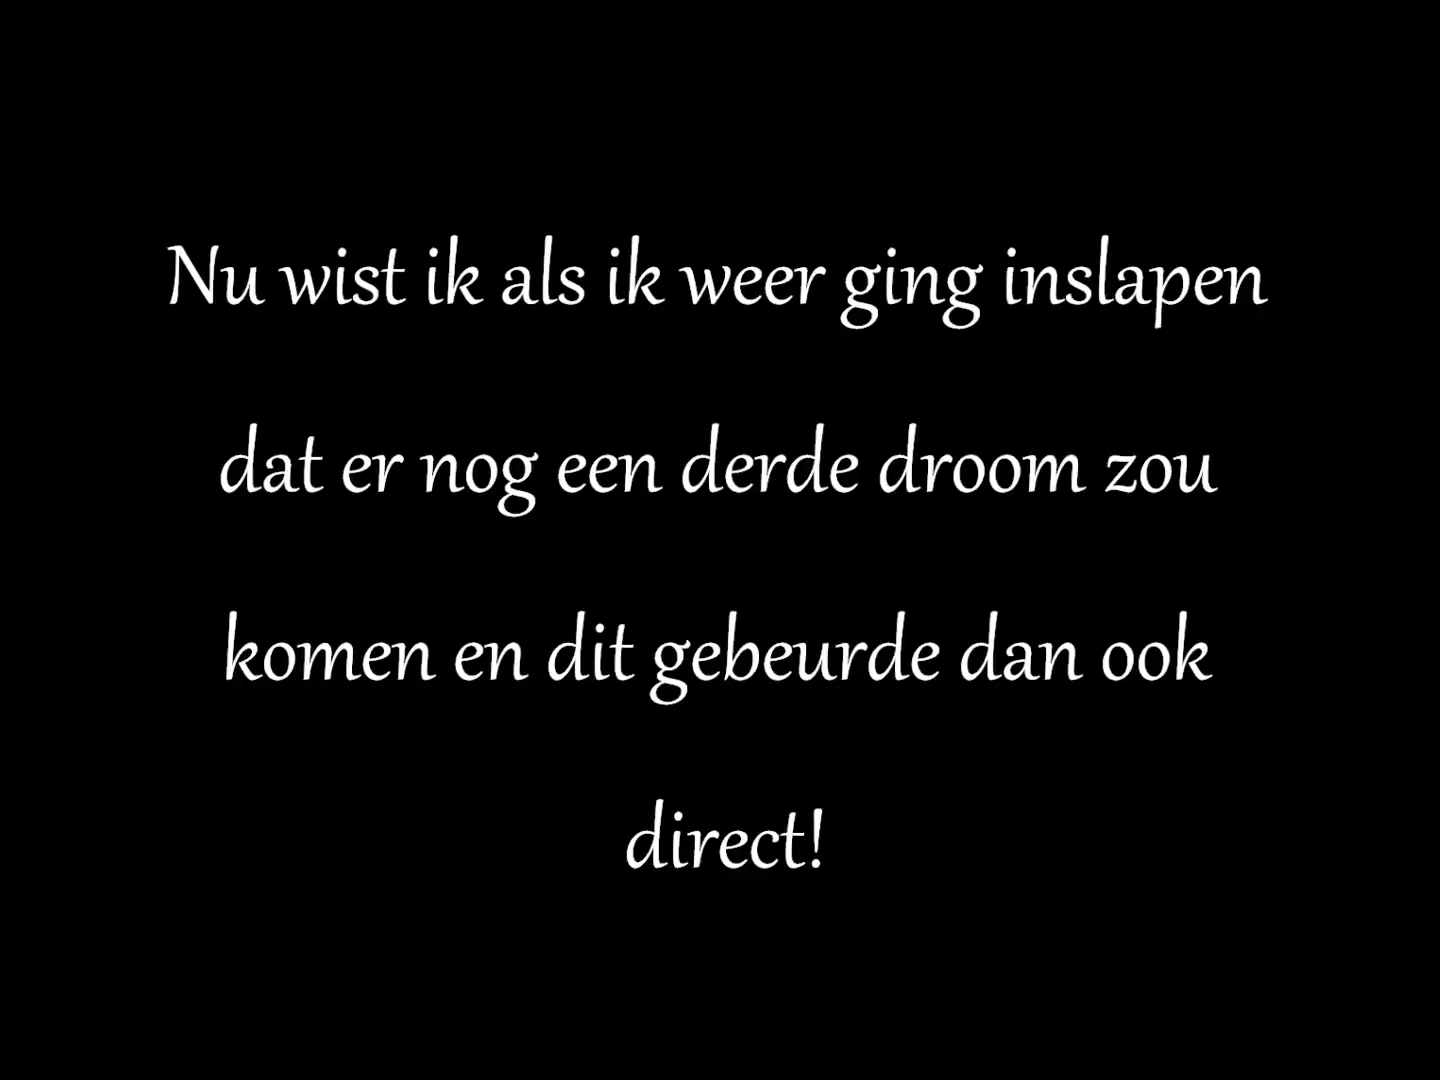 Nu wist ik als ik weer ging inslapen
dat er nog een derde droom zou
komen en dit gebeurde dan ook
direct!